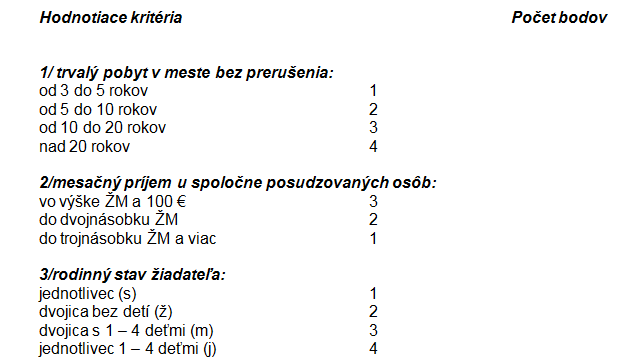 Hodnotiace kritéria Počet bodov
1/ trvalý pobyt v meste bez prerušenia:
od 3 do 5 rokov 1
od 5 do 10 rokov 2
od 10 do 20 rokov 3
nad 20 rokov 4
2/mesačný príjem u spoločne posudzovaných osôb:
vo výške ŽM a 100 € 3
do dvojnásobku ŽM 2
do trojnásobku ŽM a viac 1
3/rodinný stav žiadateľa:
jednotlivec (s) 1
dvojica bez detí (ž) 2
dvojica s 1 – 4 deťmi (m) 3
jednotlivec 1 – 4 deťmi (j) 4